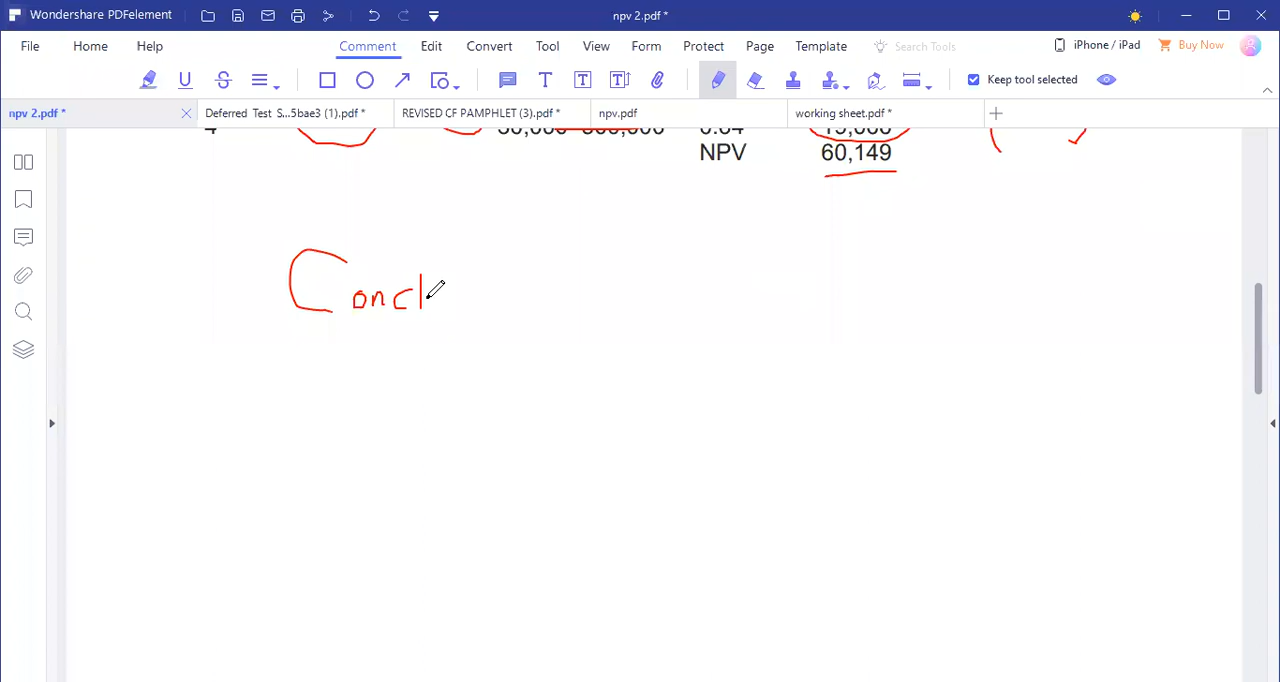 Wondershare PDFelement npv 2.pdf *
File Home Help Comment Edit Convert Tool View Form Protect Page Template Search Tools iPhone / iPad Buy Now
Keep tool selected
npv 2.pdf * Deferred Test S...5bae3 (1).pdf * REVISED CF PAMPHLET (3).pdf * npv.pdf working sheet.pdf *
4
NPV 60,149
Concl